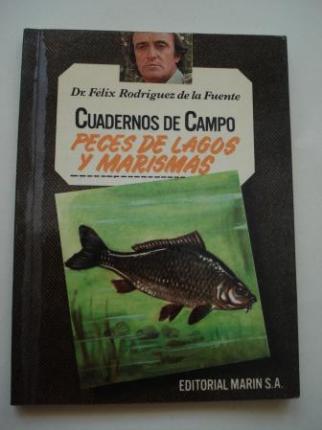 Dr. Félix Rodríguez de la Fuente
CUADERNOS DE CAMPO
PECES DE LAGOS
Y MARISMAS
EDITORIAL MARIN S.A.